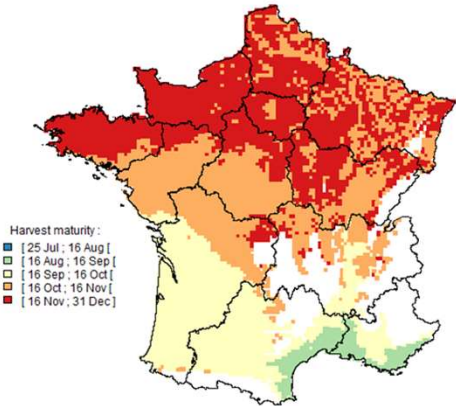 Harvest maturity :
[ 25 Jul ; 16 Aug [
[ 16 Aug ; 16 Sep [
[ 16 Sep ; 16 Oct [
[ 16 Oct ; 16 Nov [
[ 16 Nov ; 31 Dec ]